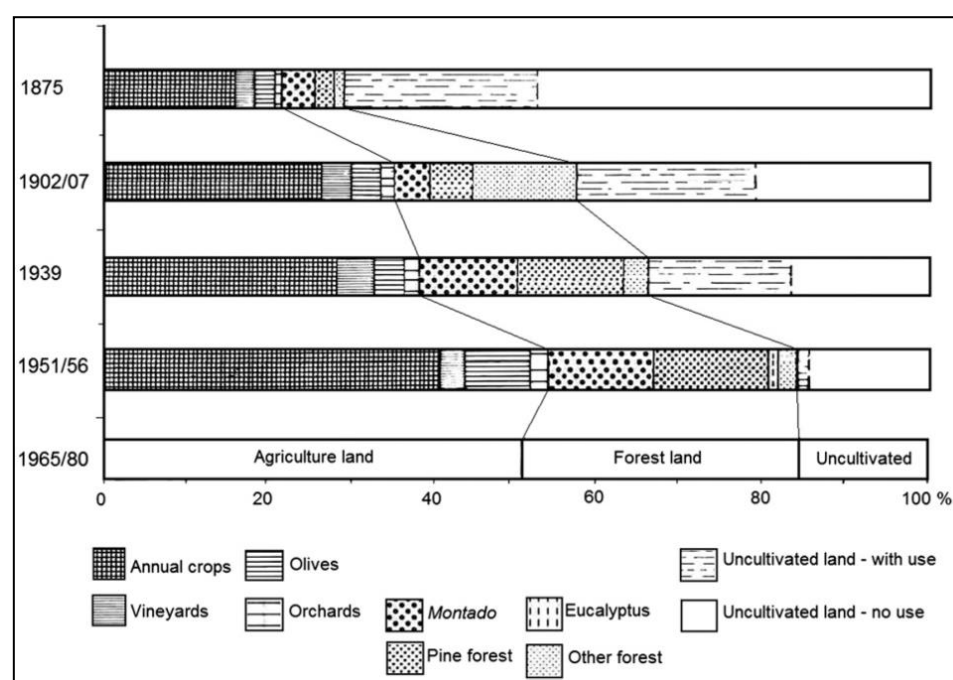 1875
1902/07
1939
1951/56
1965/80
Agriculture land Forest land Uncultivated
0 20 40 60 80 100 %
Annual crops Olives Uncultivated land - with use
Vineyards Orchards Montado Eucalyptus Uncultivated land - no use
Pine forest Other forest